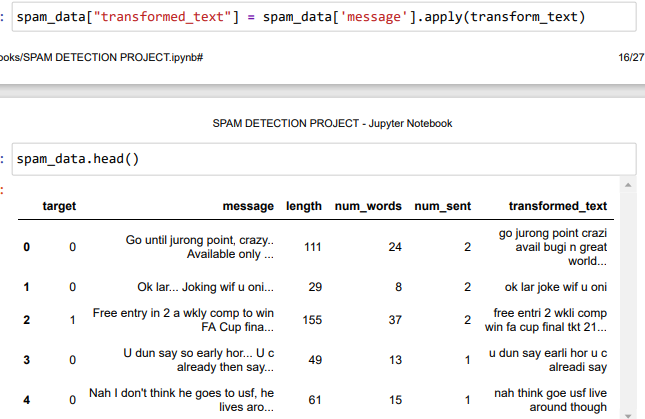 : spam_data["transformed_text"] = spam_data['message'].apply(transform_text)
ooks/SPAM DETECTION PROJECT.ipynb#
16/27
SPAM DETECTION PROJECT - Jupyter Notebook
: spam_data.head()
:
target message length num_words num_sent transformed_text
0 0 Go until jurong point, crazy.. Available only ... 111 24 2 go jurong point crazi avail bugi n great world...
1 0 Ok lar... Joking wif u oni... 29 8 2 ok lar joke wif u oni
2 1 Free entry in 2 a wkly comp to win FA Cup fina... 155 37 2 free entri 2 wkli comp win fa cup final tkt 21...
3 0 U dun say so early hor... U c already then say... 49 13 1 u dun say earli hor u c alreadi say
4 0 Nah I don't think he goes to usf, he lives aro... 61 15 1 nah think goe usf live around though